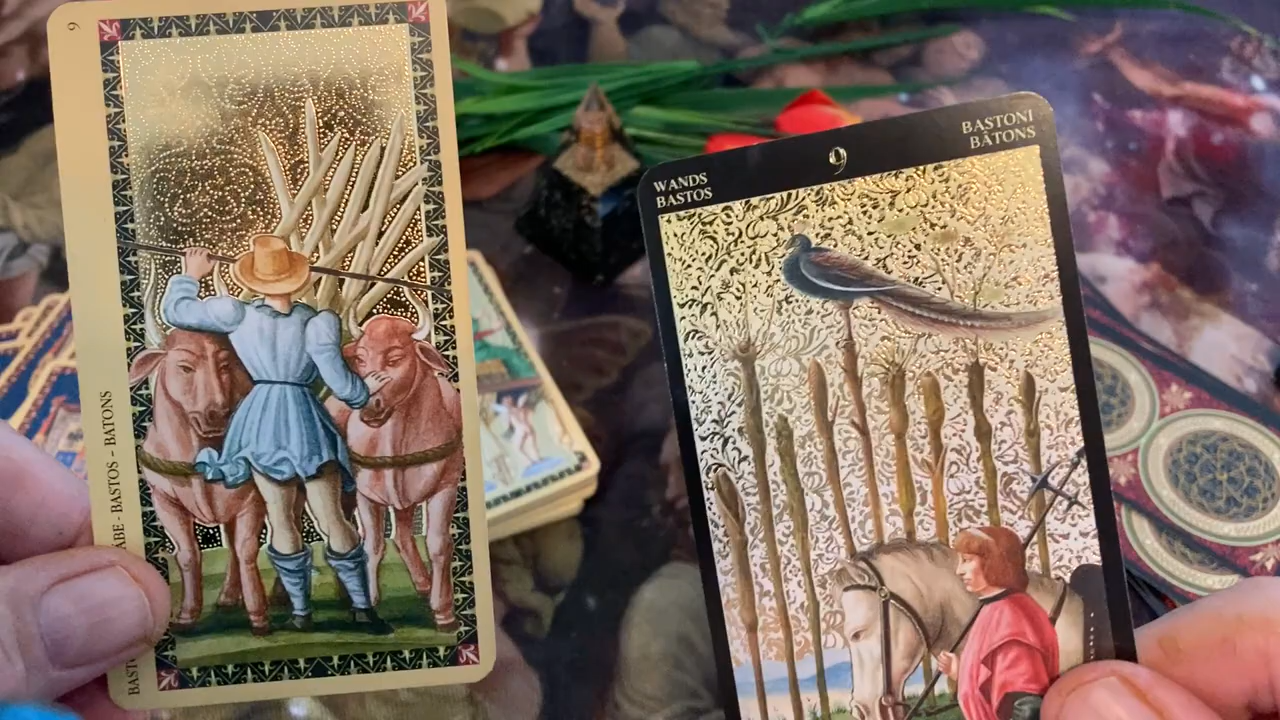 9
ABE - BASTOS - BATONS
WANDS
BASTOS
9
BASTONI
BÂTONS